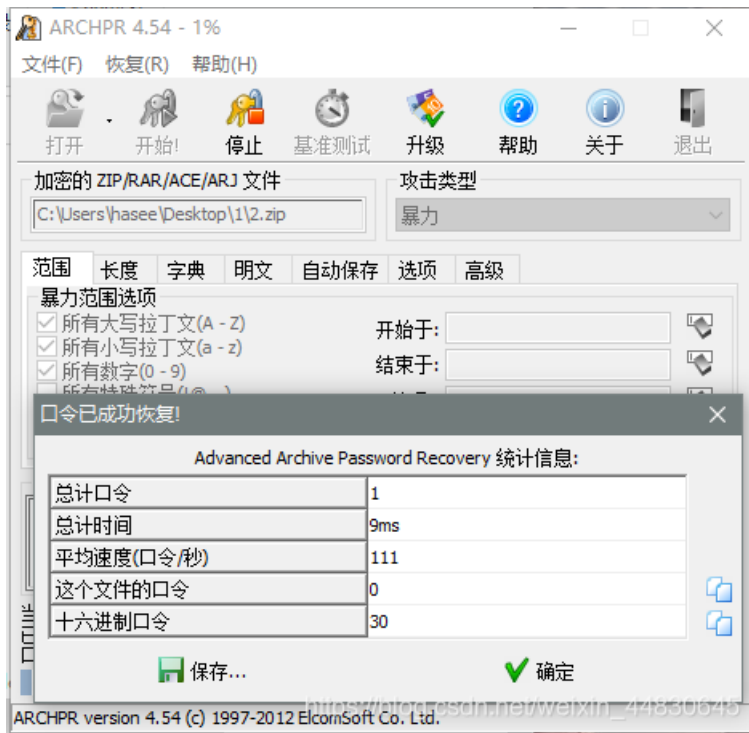 ARCHPR 4.54 - 1%
文件(F) 恢复(R) 帮助(H)
打开 开始! 停止 基准测试 升级 帮助 关于 退出
加密的 ZIP/RAR/ACE/ARJ 文件 攻击类型
C:\Users\hasee\Desktop\1\2.zip 暴力
范围 长度 字典 明文 自动保存 选项 高级
暴力范围选项
所有大写拉丁文(A - Z) 开始于:
所有小写拉丁文(a - z)
所有数字(0 - 9) 结束于:
口令已成功恢复!
Advanced Archive Password Recovery 统计信息:
总计口令 1
总计时间 9ms
平均速度(口令/秒) 111
这个文件的口令 0
十六进制口令 30
保存... 确定
https://blog.csdn.net/weixin_44830645
ARCHPR version 4.54 (c) 1997-2012 ElcomSoft Co. Ltd.